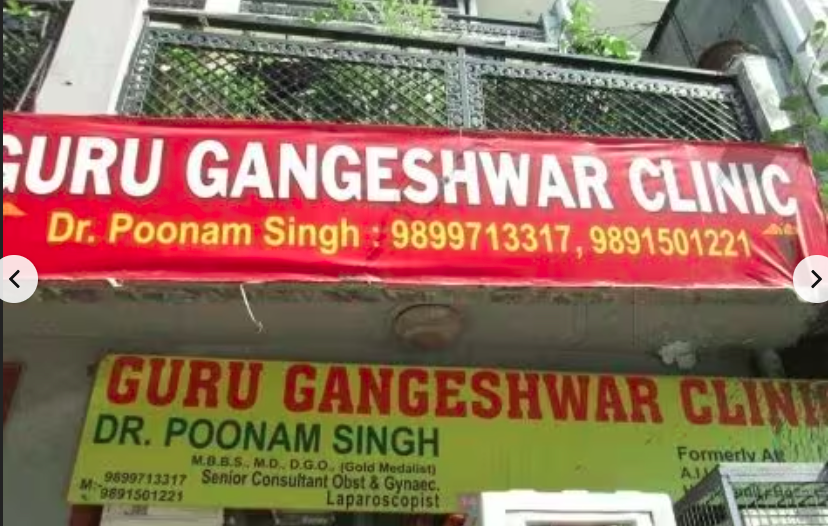 GURU GANGESHWAR CLINIC
Dr. Poonam Singh : 9899713317, 9891501221
GURU GANGESHWAR CLINI
DR. POONAM SINGH
M.B.B.S., M.D., D.G.O., (Gold Medalist)
Senior Consultant Obst & Gynaec.
Laparoscopist
M:- 9899713317
9891501221
Formerly At